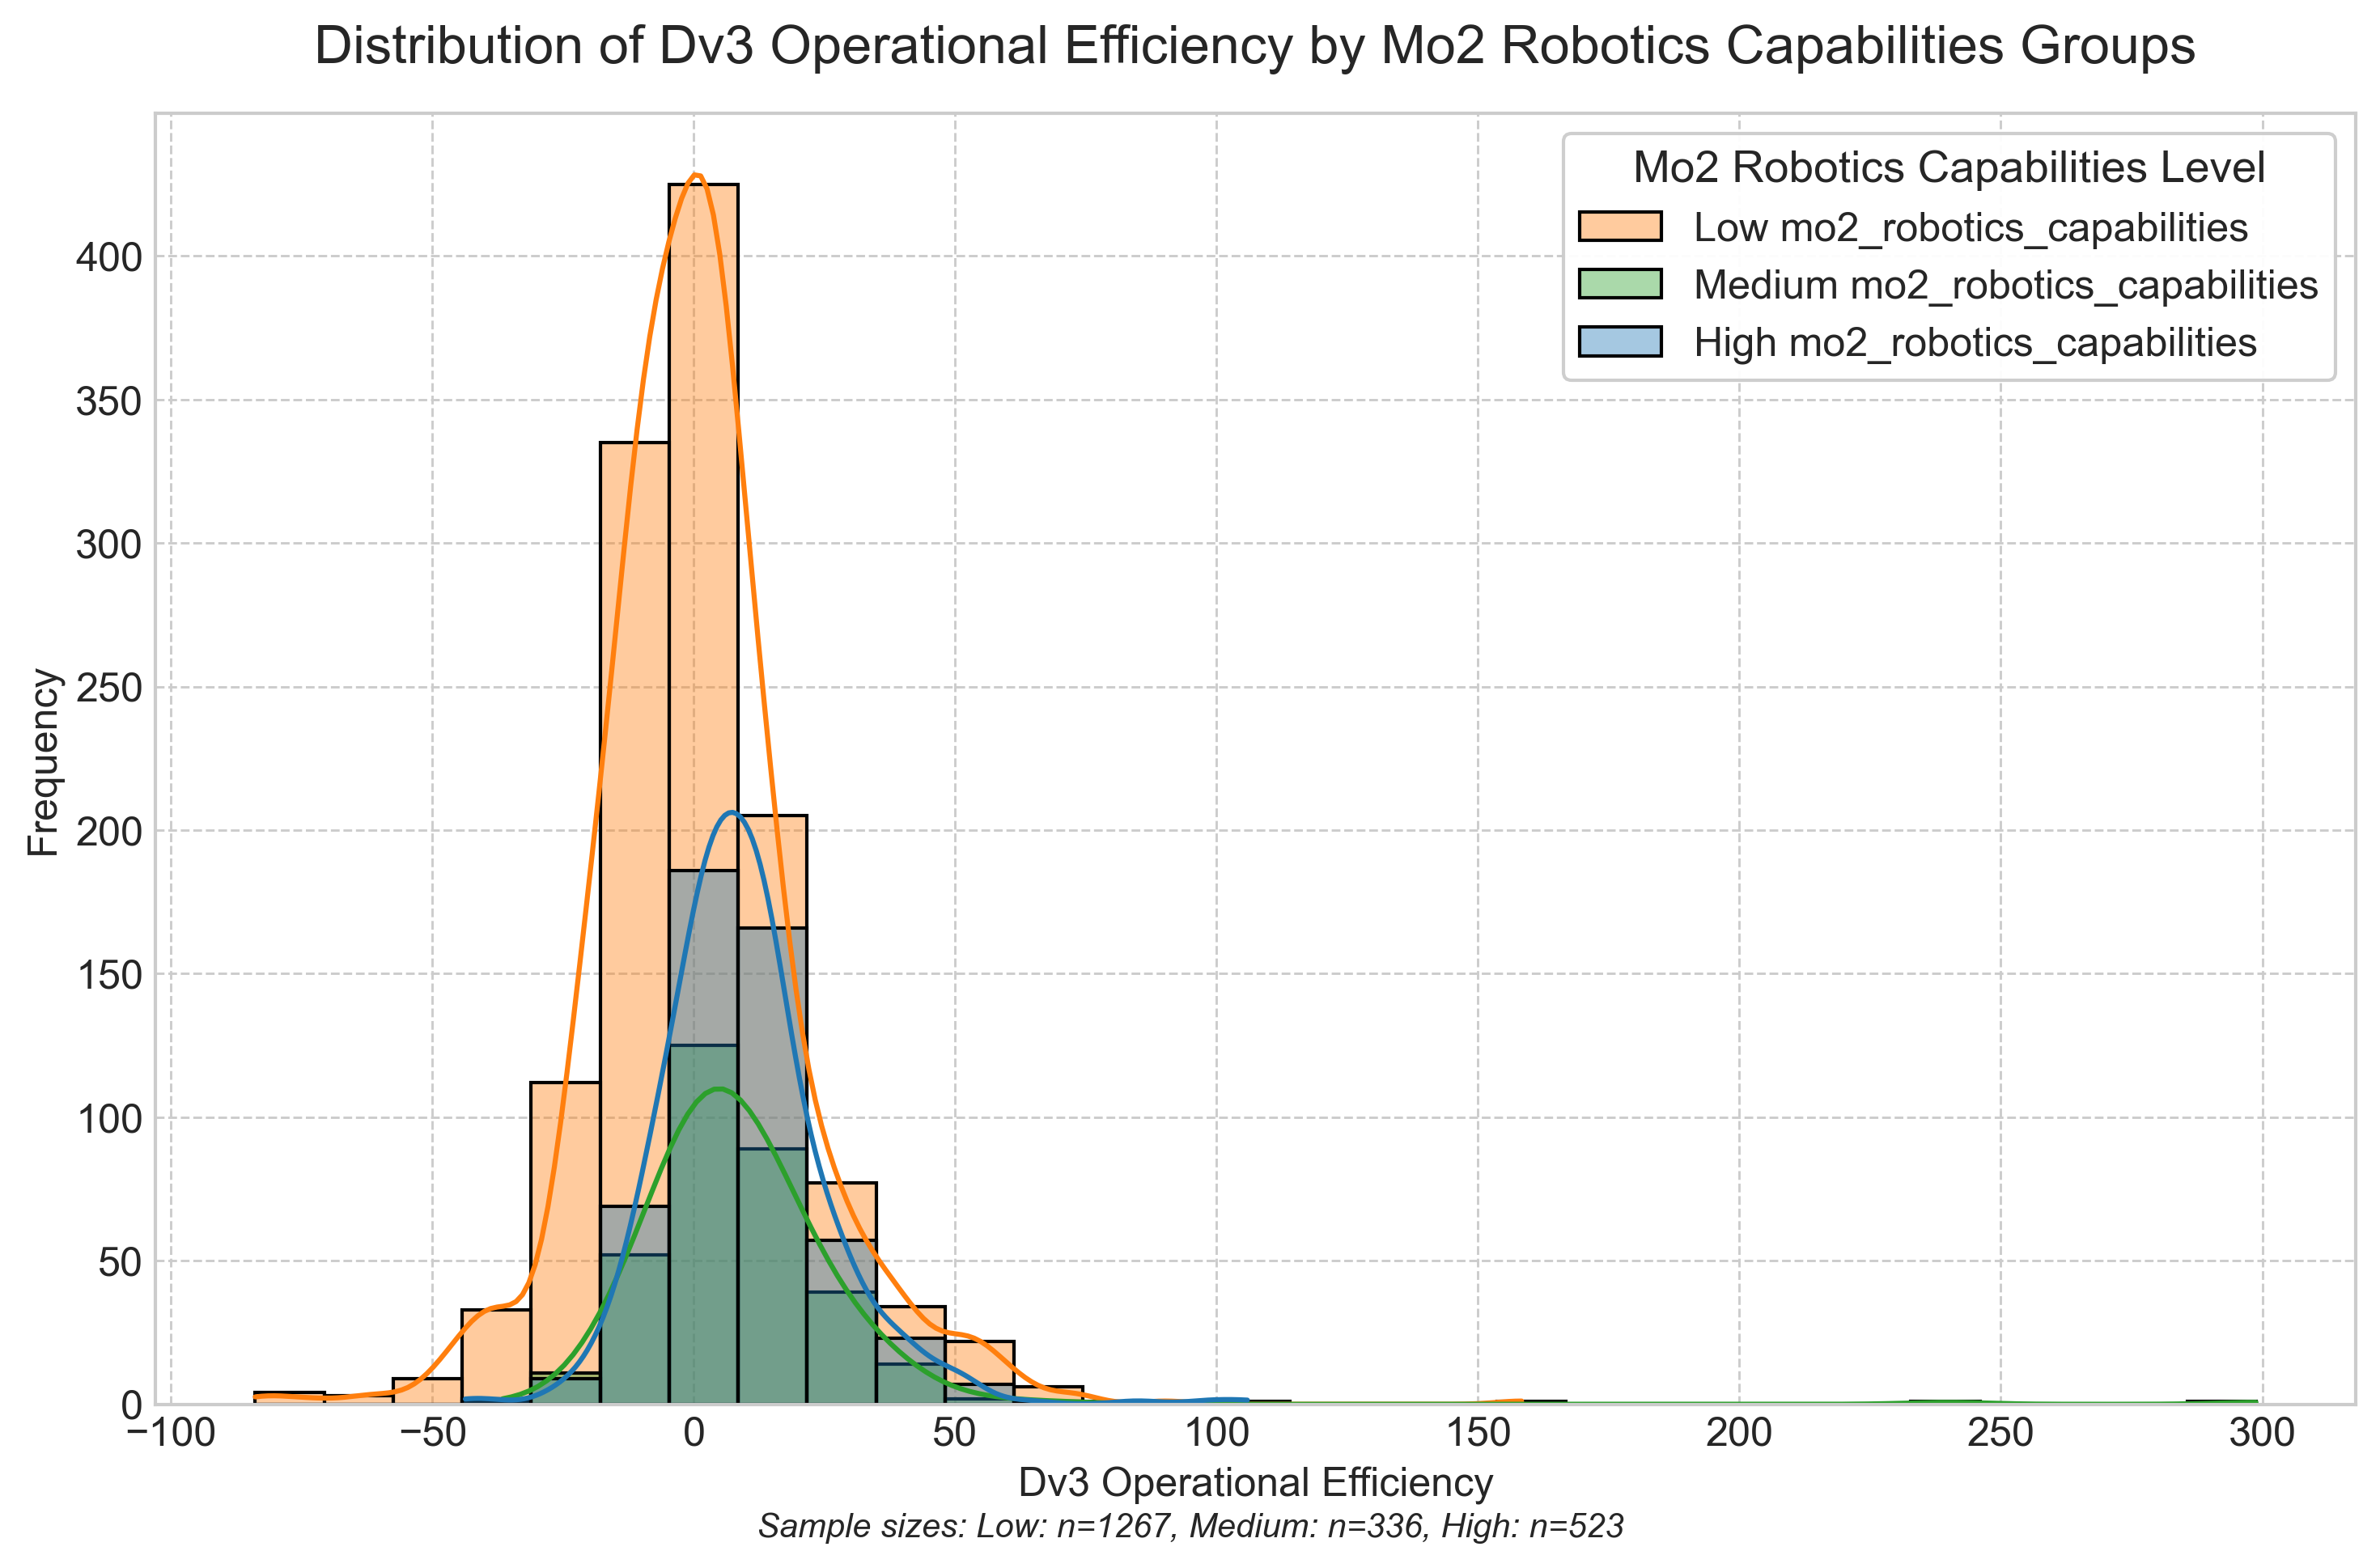 Distribution of Dv3 Operational Efficiency by Mo2 Robotics Capabilities Groups
Mo2 Robotics Capabilities Level
Low mo2_robotics_capabilities
Medium mo2_robotics_capabilities
High mo2_robotics_capabilities
Frequency
400
350
300
250
200
150
100
50
0
−100 −50 0 50 100 150 200 250 300
Dv3 Operational Efficiency
Sample sizes: Low: n=1267, Medium: n=336, High: n=523